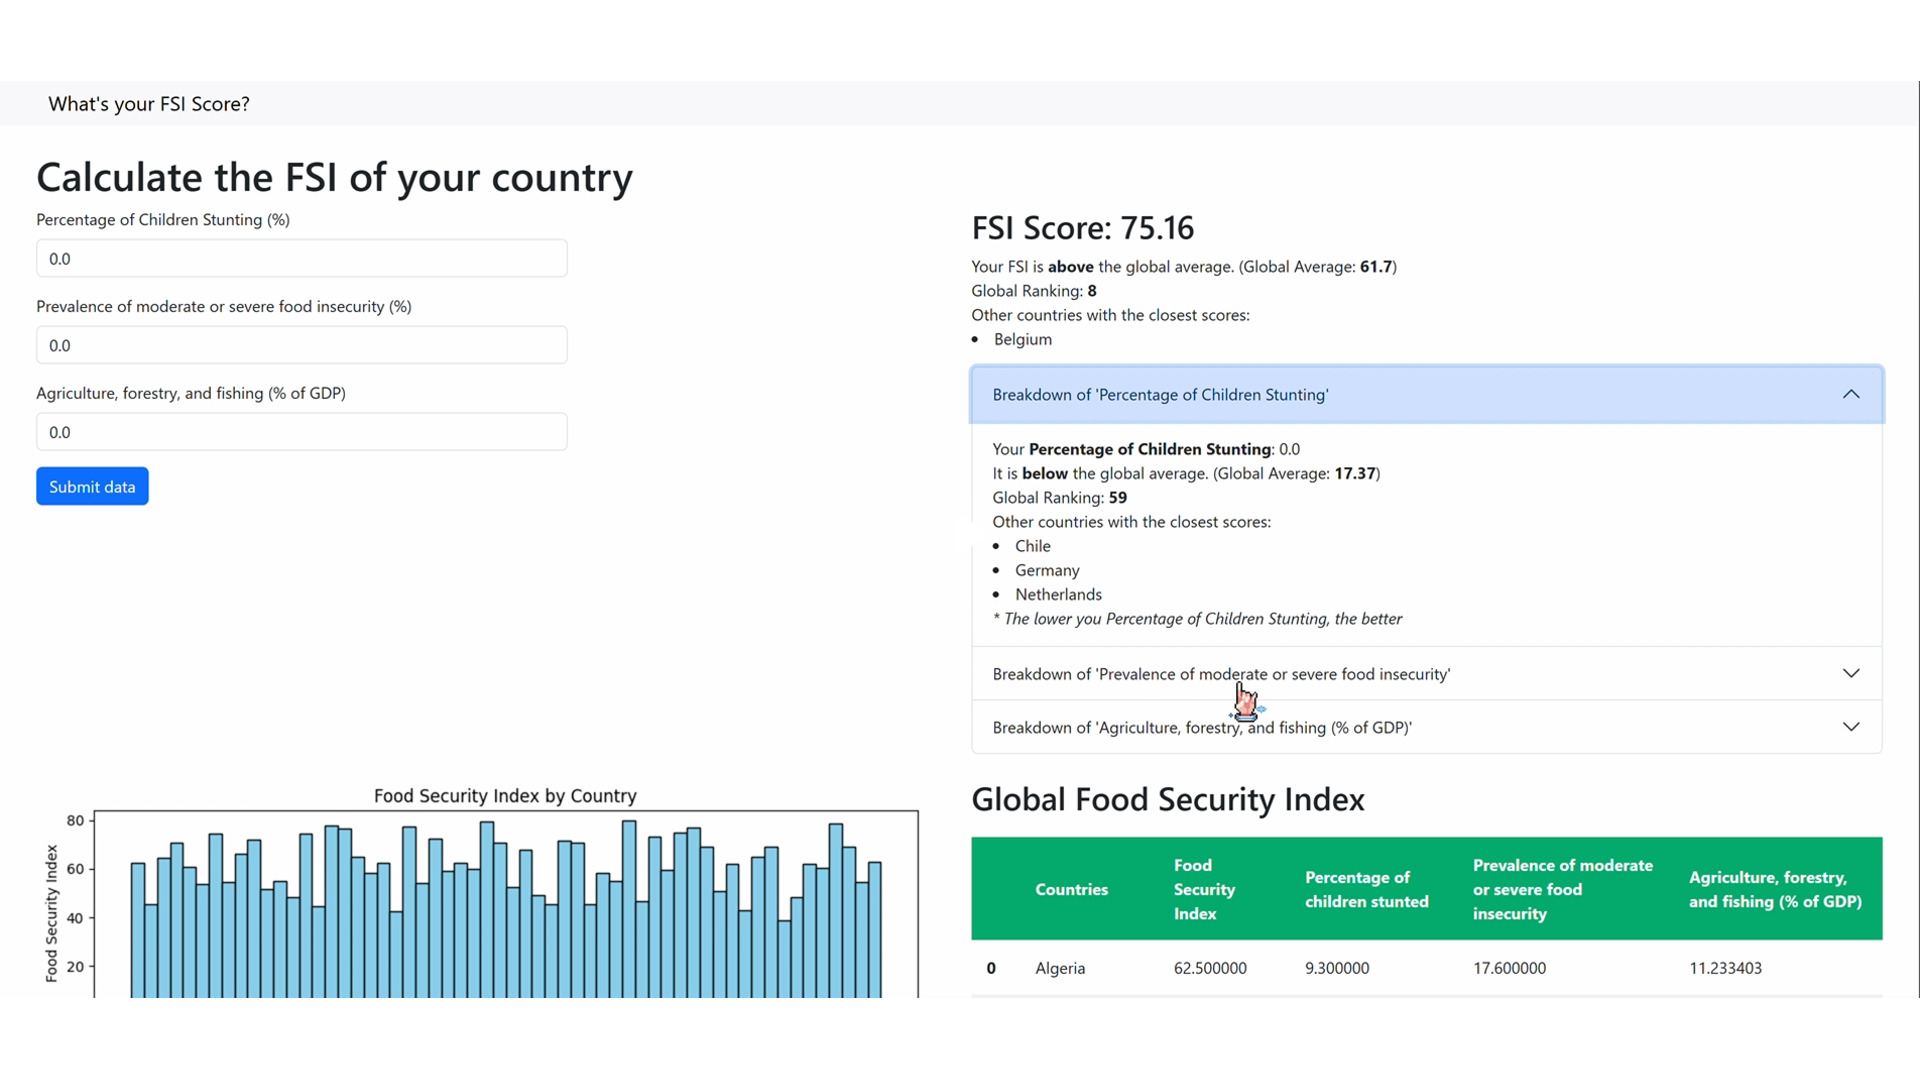 What's your FSI Score?
Calculate the FSI of your country
Percentage of Children Stunting (%)
0.0
Prevalence of moderate or severe food insecurity (%)
0.0
Agriculture, forestry, and fishing (% of GDP)
0.0
Submit data
FSI Score: 75.16
Your FSI is above the global average. (Global Average: 61.7)
Global Ranking: 8
Other countries with the closest scores:
• Belgium
Breakdown of 'Percentage of Children Stunting'
Your Percentage of Children Stunting: 0.0
It is below the global average. (Global Average: 17.37)
Global Ranking: 59
Other countries with the closest scores:
• Chile
• Germany
• Netherlands
* The lower you Percentage of Children Stunting, the better
Breakdown of 'Prevalence of moderate or severe food insecurity'
Breakdown of 'Agriculture, forestry, and fishing (% of GDP)'
Food Security Index by Country
Food Security Index
80
60
40
20
Global Food Security Index
Countries
Food
Security
Index
Percentage of
children stunted
Prevalence of moderate
or severe food
insecurity
Agriculture, forestry,
and fishing (% of GDP)
0 Algeria 62.500000 9.300000 17.600000 11.233403